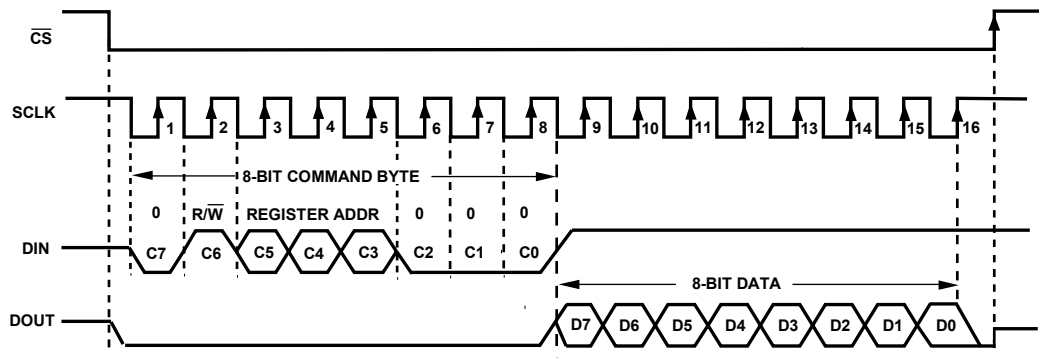 C̅S̅
SCLK
1 2 3 4 5 6 7 8 9 10 11 12 13 14 15 16
8-BIT COMMAND BYTE
0 R/W̅ REGISTER ADDR 0 0 0
DIN C7 C6 C5 C4 C3 C2 C1 C0
8-BIT DATA
DOUT D7 D6 D5 D4 D3 D2 D1 D0